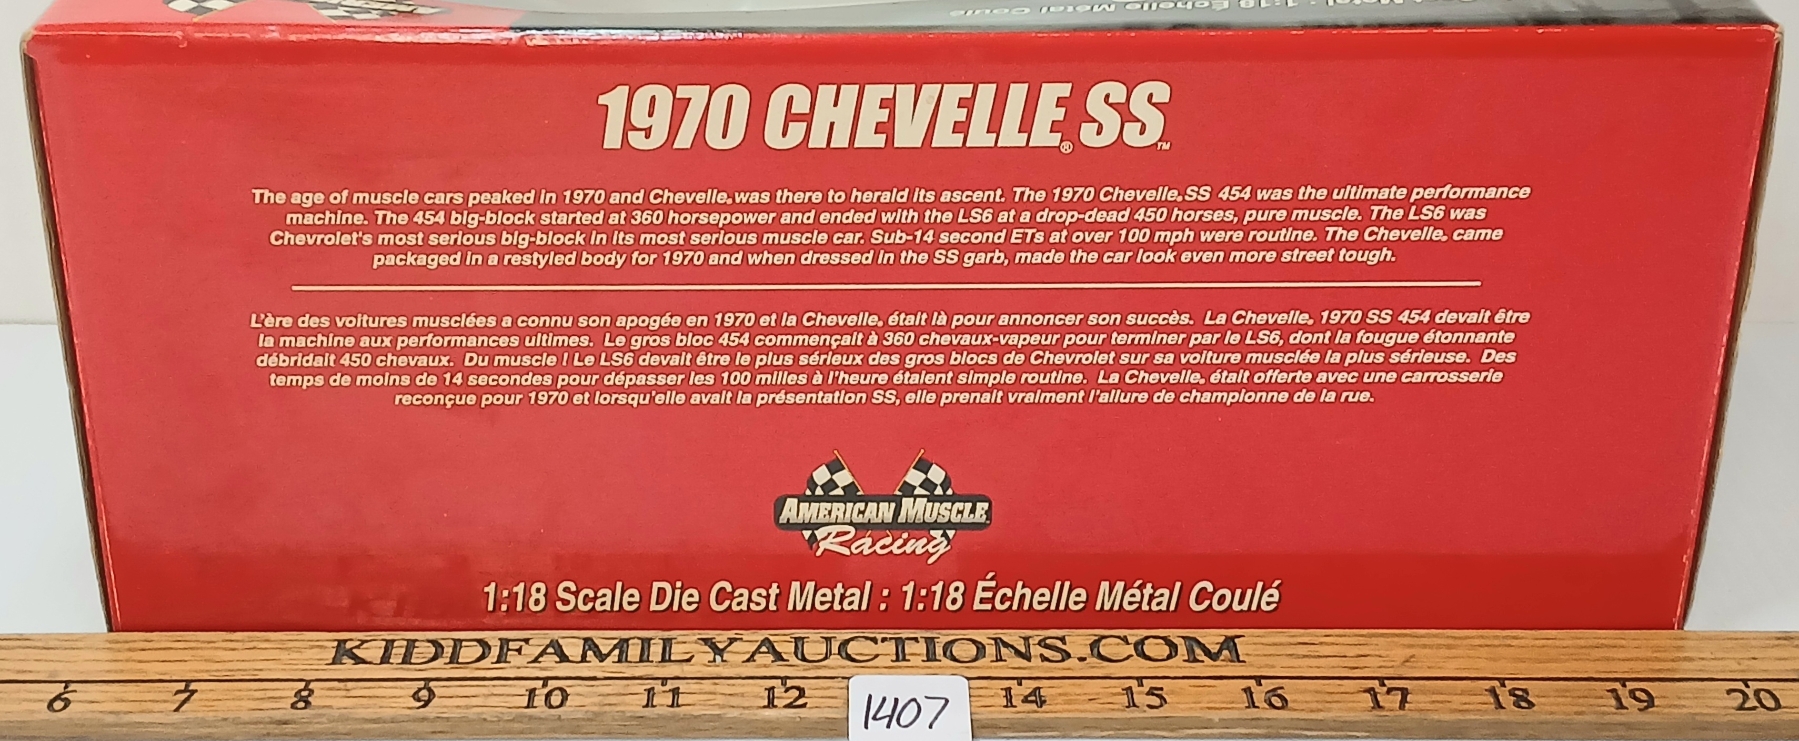 1:18 Echelle Métal Coulé
1970 CHEVELLE® SS™
The age of muscle cars peaked in 1970 and Chevelle® was there to herald its ascent. The 1970 Chevelle® SS 454 was the ultimate performance
machine. The 454 big-block started at 360 horsepower and ended with the LS6 at a drop-dead 450 horses, pure muscle. The LS6 was
Chevrolet's most serious big-block in its most serious muscle car. Sub-14 second ETs at over 100 mph were routine. The Chevelle® came
packaged in a restyled body for 1970 and when dressed in the SS garb, made the car look even more street tough.
L'ère des voitures musclées a connu son apogée en 1970 et la Chevelle® était là pour annoncer son succès. La Chevelle® 1970 SS 454 devait être
la machine aux performances ultimes. Le gros bloc 454 commençait à 360 chevaux-vapeur pour terminer par le LS6, dont la fougue étonnante
débridait 450 chevaux. Du muscle ! Le LS6 devait être le plus sérieux des gros blocs de Chevrolet sur sa voiture musclée la plus sérieuse. Des
temps de moins de 14 secondes pour dépasser les 100 milles à l'heure étaient simple routine. La Chevelle® était offerte avec une carrosserie
reconçue pour 1970 et lorsqu'elle avait la présentation SS, elle prenait vraiment l'allure de championne de la rue.
AMERICAN MUSCLE
Racing
1:18 Scale Die Cast Metal : 1:18 Échelle Métal Coulé
KIDDFAMILYAUCTIONS.COM
6 7 8 9 10 11 12 14 15 16 17 18 19 20
1407